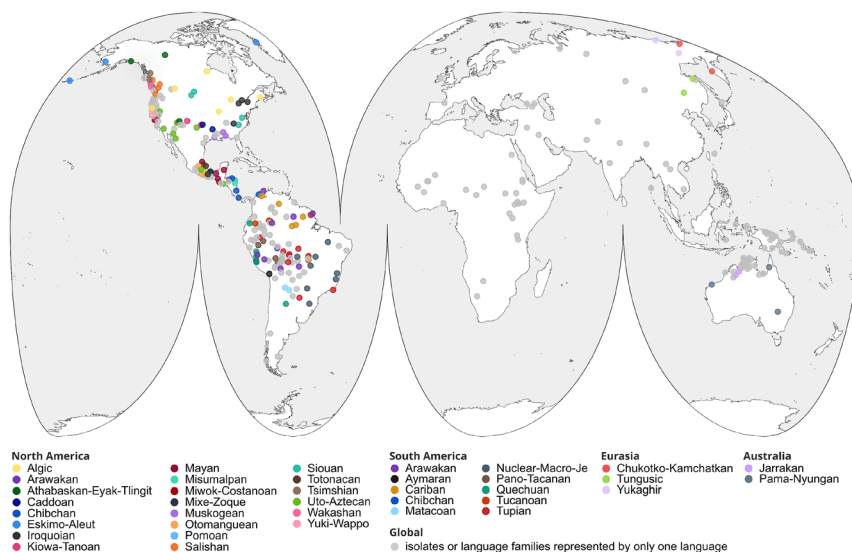 North America
Algic
Arawakan
Athabaskan-Eyak-Tlingit
Caddoan
Chibchan
Eskimo-Aleut
Iroquoian
Kiowa-Tanoan
Mayan
Misumalpan
Miwok-Costanoan
Mixe-Zoque
Muskogean
Otomanguean
Pomoan
Salishan
Siouan
Totonacan
Tsimshian
Uto-Aztecan
Wakashan
Yuki-Wappo
South America
Arawakan
Aymaran
Cariban
Chibchan
Matacoan
Nuclear-Macro-Je
Pano-Tacanan
Quechuan
Tucanoan
Tupian
Eurasia
Chukotko-Kamchatkan
Tungusic
Yukaghir
Australia
Jarrakan
Pama-Nyungan
Global
isolates or language families represented by only one language